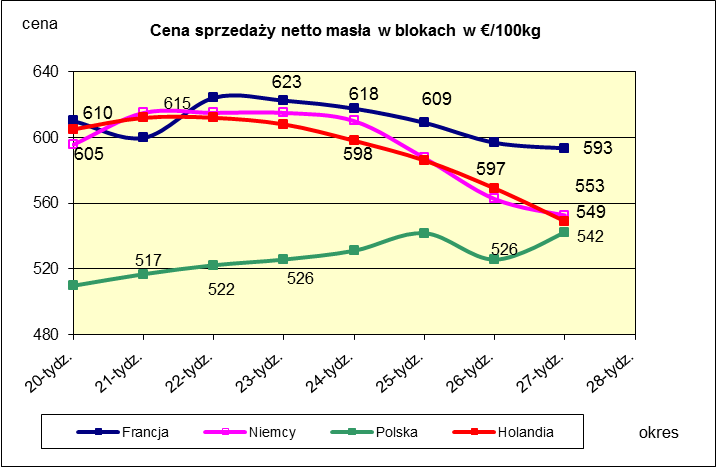 cena
Cena sprzedaży netto masła w blokach w €/100kg
640
600
560
520
480
610
605
615
623
618
609
598
597
593
553
549
542
517
522
526
526
20-tydz.
21-tydz.
22-tydz.
23-tydz.
24-tydz.
25-tydz.
26-tydz.
27-tydz.
28-tydz.
Francja Niemcy Polska Holandia
okres